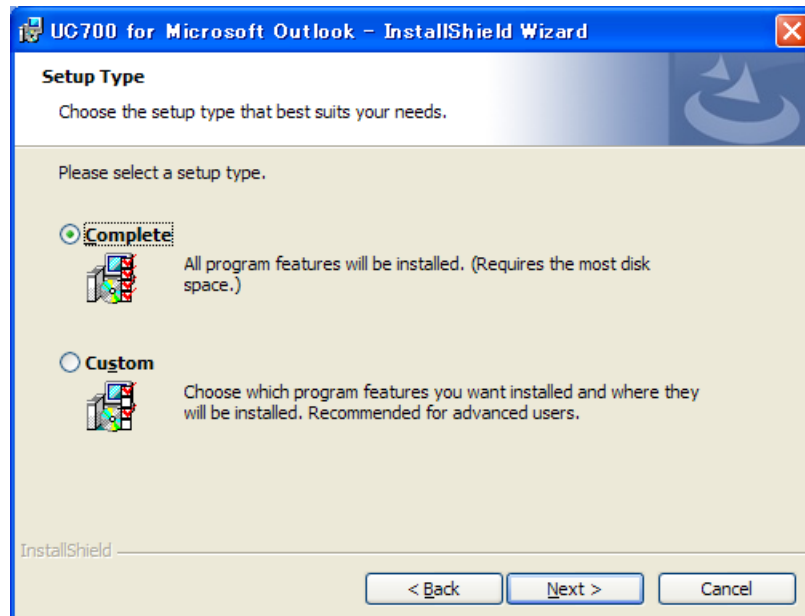 UC700 for Microsoft Outlook - InstallShield Wizard
Setup Type
Choose the setup type that best suits your needs.
Please select a setup type.
Complete
All program features will be installed. (Requires the most disk
space.)
Custom
Choose which program features you want installed and where they
will be installed. Recommended for advanced users.
InstallShield
< Back
Next >
Cancel